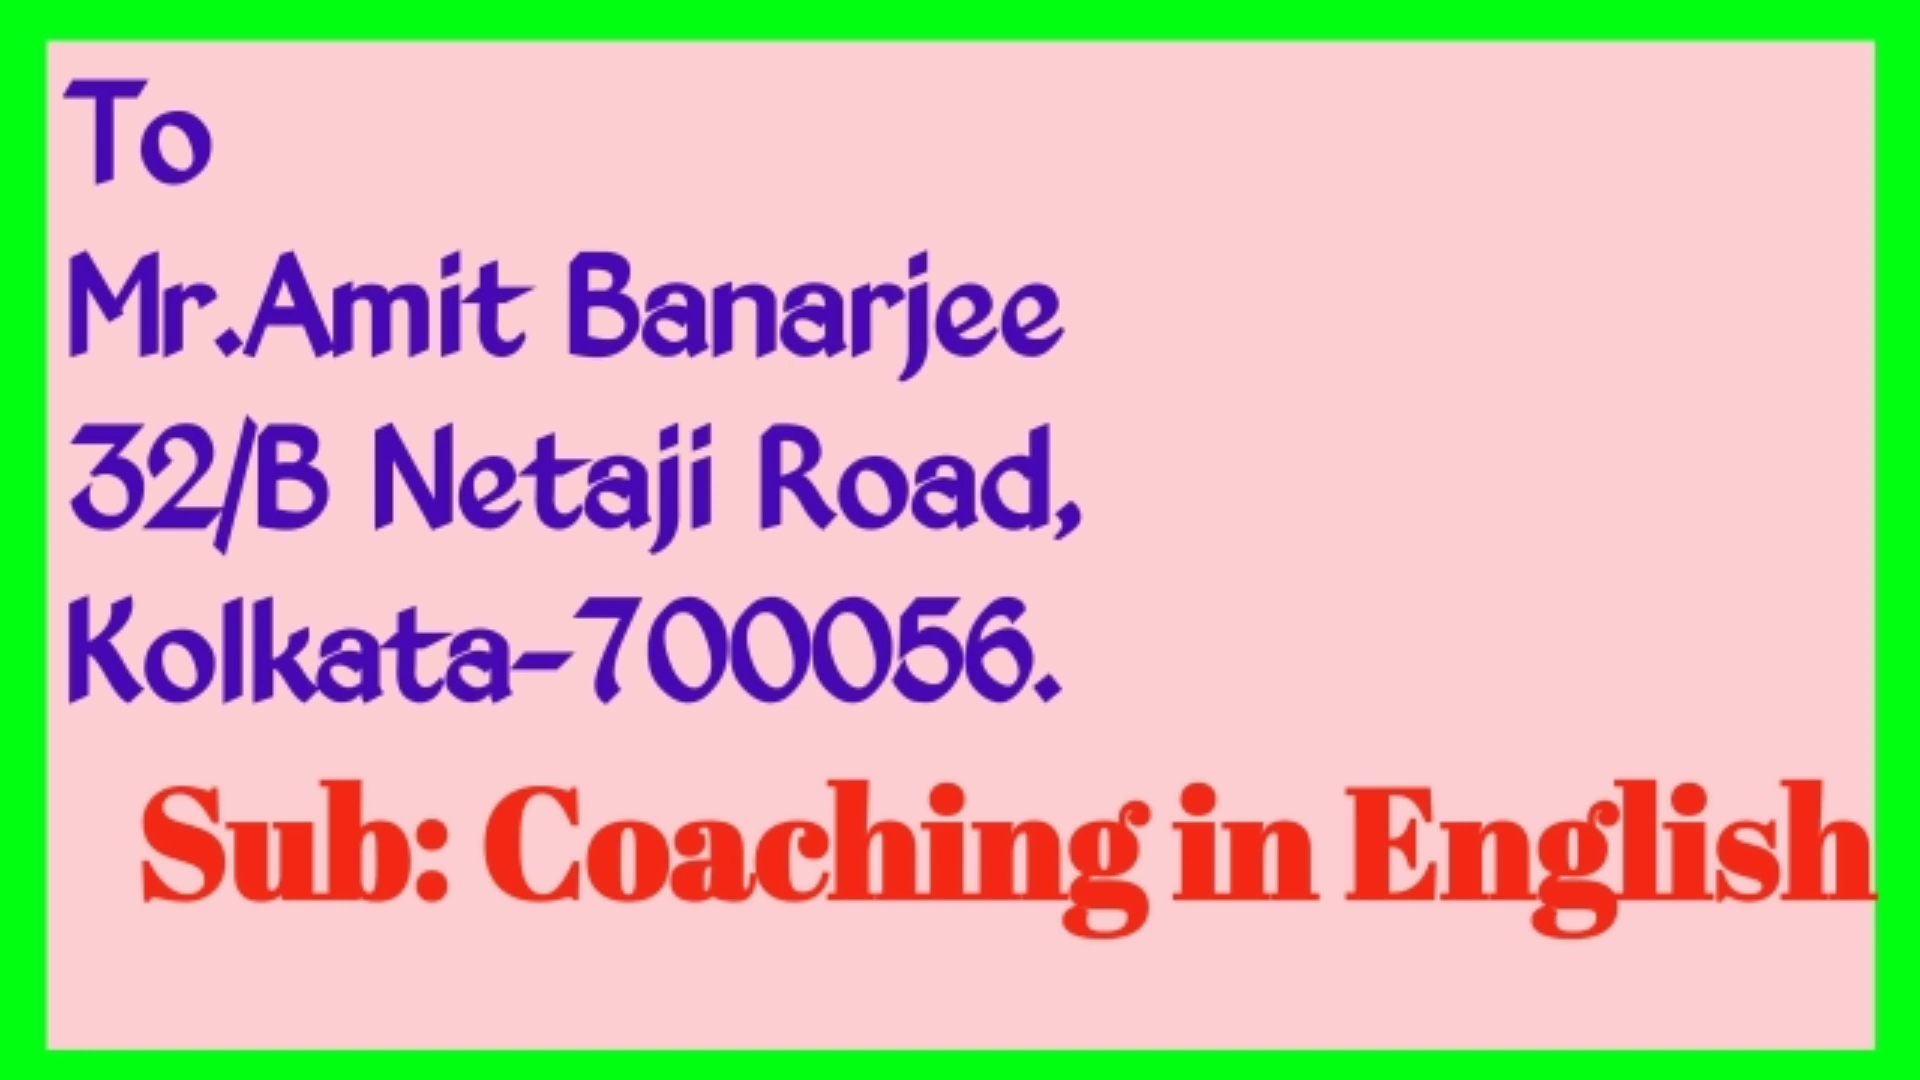 To
Mr.Amit Banarjee
32/B Netaji Road,
Kolkata-700056.
Sub: Coaching in English